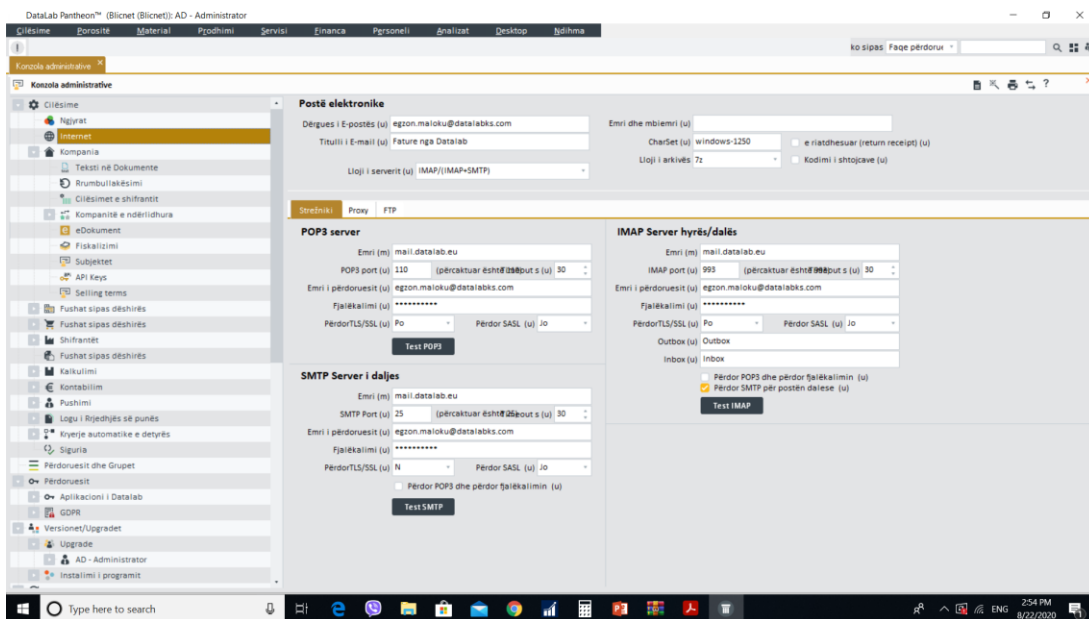 DataLab Pantheon™ (Blicnet (Blicnet)): AD - Administrator
Cilësime Porositë Material Prodhimi Servisi Financa Personeli Analizat Desktop Ndihma
ko sipas Faqe përdorue
Konzola administrative
Konzola administrative
Cilësime
Ngjyrat
Internet
Kompania
Teksti në Dokumente
Rrumbullakësimi
Cilësimet e shifrantit
Kompanitë e ndërlidhura
eDokument
Fiskalizimi
Subjektet
API Keys
Selling terms
Fushat sipas dëshirës
Fushat sipas dëshirës
Shifrantët
Fushat sipas dëshirës
Kalkulimi
Kontabilim
Pushimi
Logu i Rrjedhjës së punës
Kryerje automatike e detyrës
Siguria
Përdoruesit dhe Grupet
Përdoruesit
Aplikacioni i Datalab
GDPR
Versionet/Upgradet
Upgrade
AD - Administrator
Instalimi i programit
Postë elektronike
Dërgues i E-postës (u) egzon.maloku@datalabks.com
Titulli i E-mail (u) Fature nga Datalab
Lloji i serverit (u) IMAP/(IMAP+SMTP)
Emri dhe mbiemri (u)
CharSet (u) windows-1250 e riatdhesuar (return receipt) (u)
Lloji i arkivës 7z Kodimi i shtojcave (u)
Strežniki Proxy FTP
POP3 server
Emri (m) mail.datalab.eu
POP3 port (u) 110 (përcaktuar është s (u) 30
Emri i përdoruesit (u) egzon.maloku@datalabks.com
Fjalëkalimi (u) **********
PërdorTLS/SSL (u) Po Përdor SASL (u) Jo
Test POP3
SMTP Server i daljes
Emri (m) mail.datalab.eu
SMTP Port (u) 25 (përcaktuar është s (u) 30
Emri i përdoruesit (u) egzon.maloku@datalabks.com
Fjalëkalimi (u) **********
PërdorTLS/SSL (u) N Përdor SASL (u) Jo
Përdor POP3 dhe përdor fjalëkalimin (u)
Test SMTP
IMAP Server hyrës/dalës
Emri (m) mail.datalab.eu
IMAP port (u) 993 (përcaktuar është s (u) 30
Emri i përdoruesit (u) egzon.maloku@datalabks.com
Fjalëkalimi (u) **********
PërdorTLS/SSL (u) Po Përdor SASL (u) Jo
Outbox (u) Outbox
Inbox (u) Inbox
Përdor POP3 dhe përdor fjalëkalimin (u)
Përdor SMTP për postën dalese (u)
Test IMAP
Type here to search
ENG
2:54 PM
8/22/2020